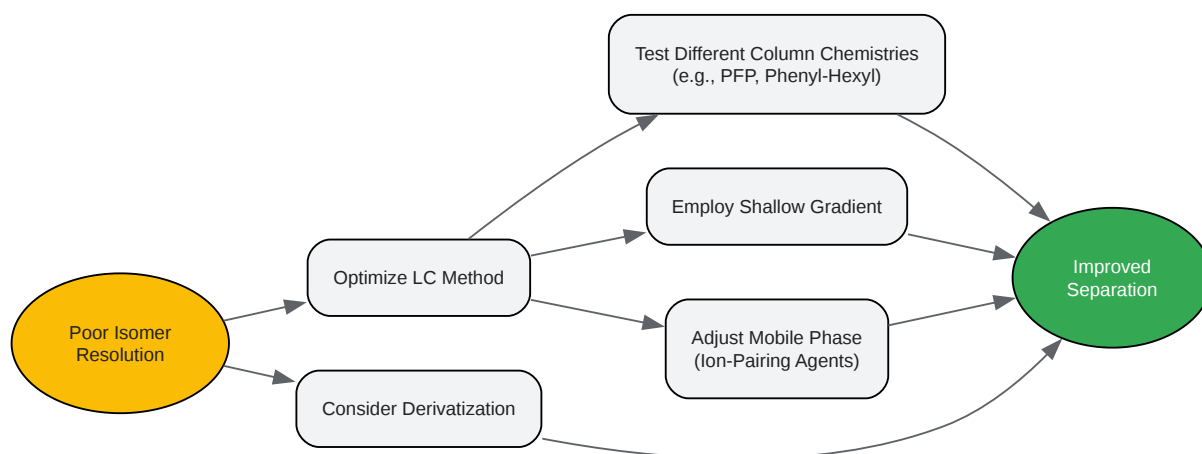 Test Different Column Chemistries
(e.g., PFP, Phenyl-Hexyl)
Employ Shallow Gradient
Optimize LC Method
Improved
Separation
Poor Isomer
Resolution
Adjust Mobile Phase
(Ion-Pairing Agents)
Consider Derivatization